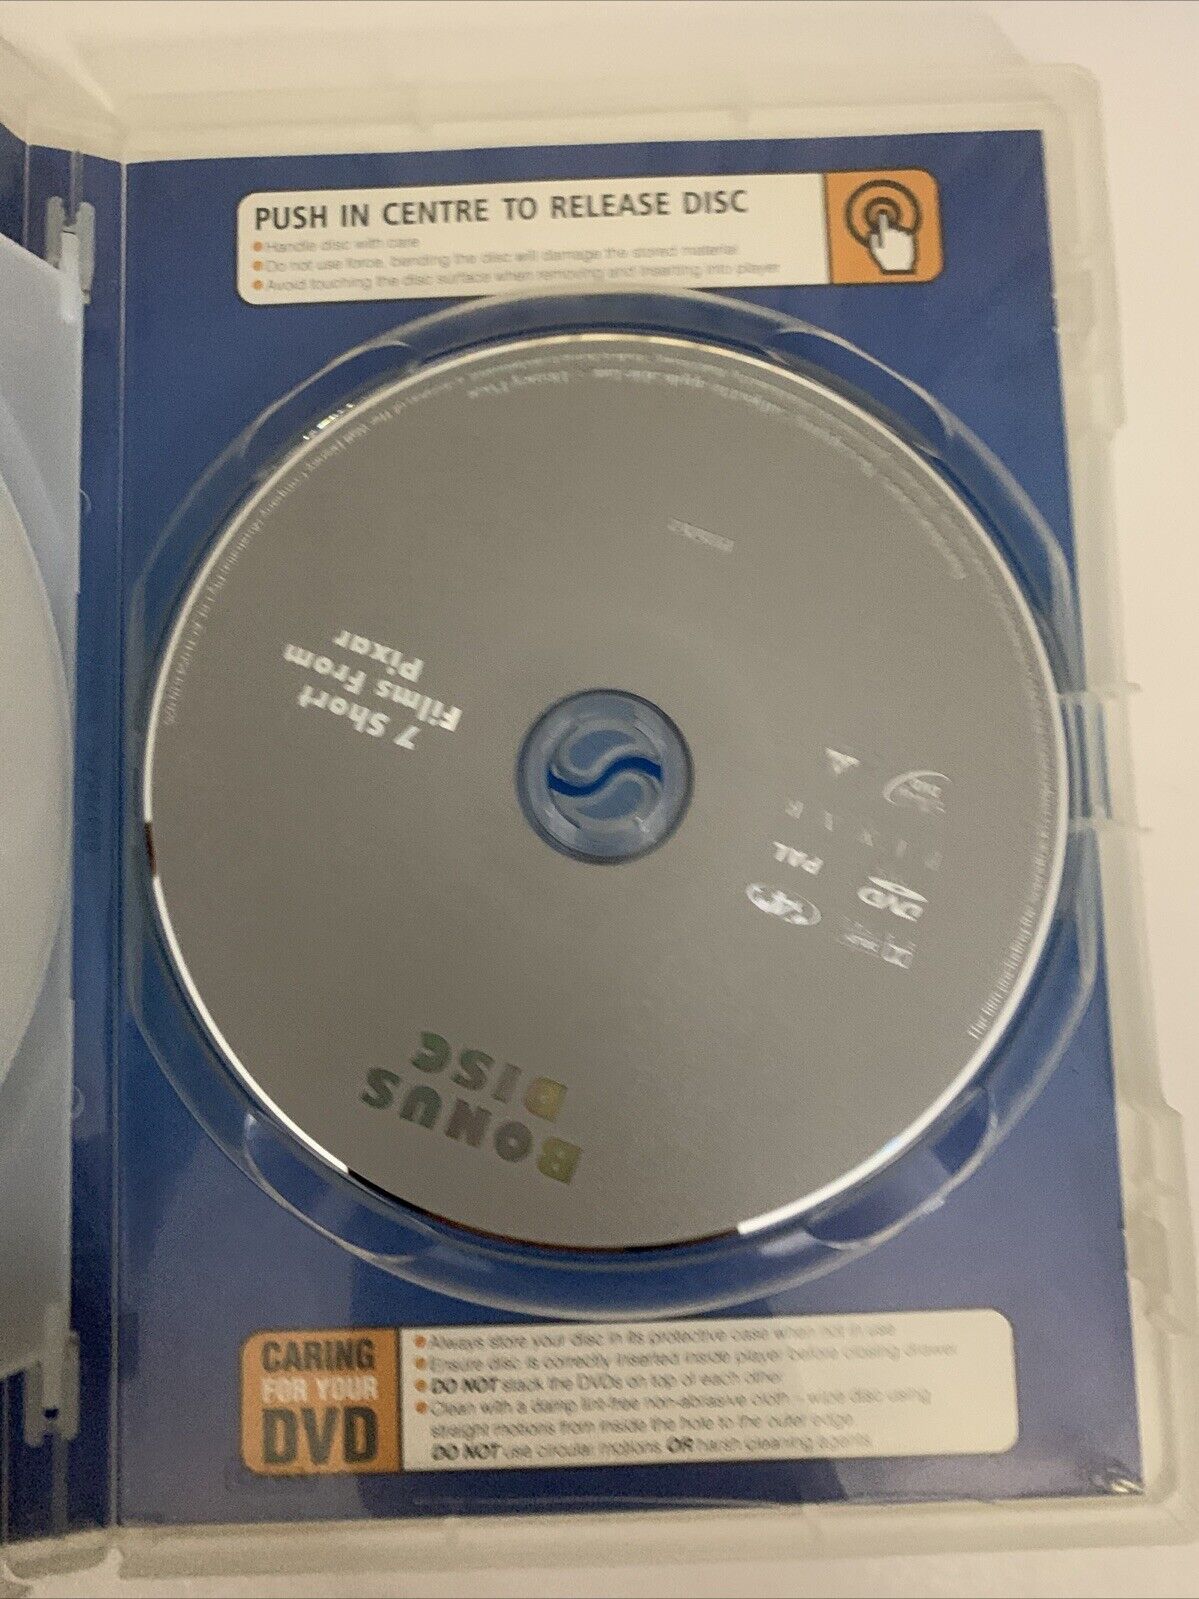 PUSH IN CENTRE TO RELEASE DISC
Handle disc with care
Do not use force, bending the disc will damage the stored material
Avoid touching the disc surface when removing and inserting into player
BONUS
DISC
7 Short
Films From
Pixar
PAL
DVD
PIXAR
CARING
FOR YOUR
DVD
Always store your disc in its protective case when not in use
Ensure disc is correctly inserted inside player before closing drawer
DO NOT stack the DVDs on top of each other
Clean with a damp lint-free non-abrasive cloth - wipe disc using
straight motions from inside the hole to the outer edge
DO NOT use circular motions OR harsh cleaning agents